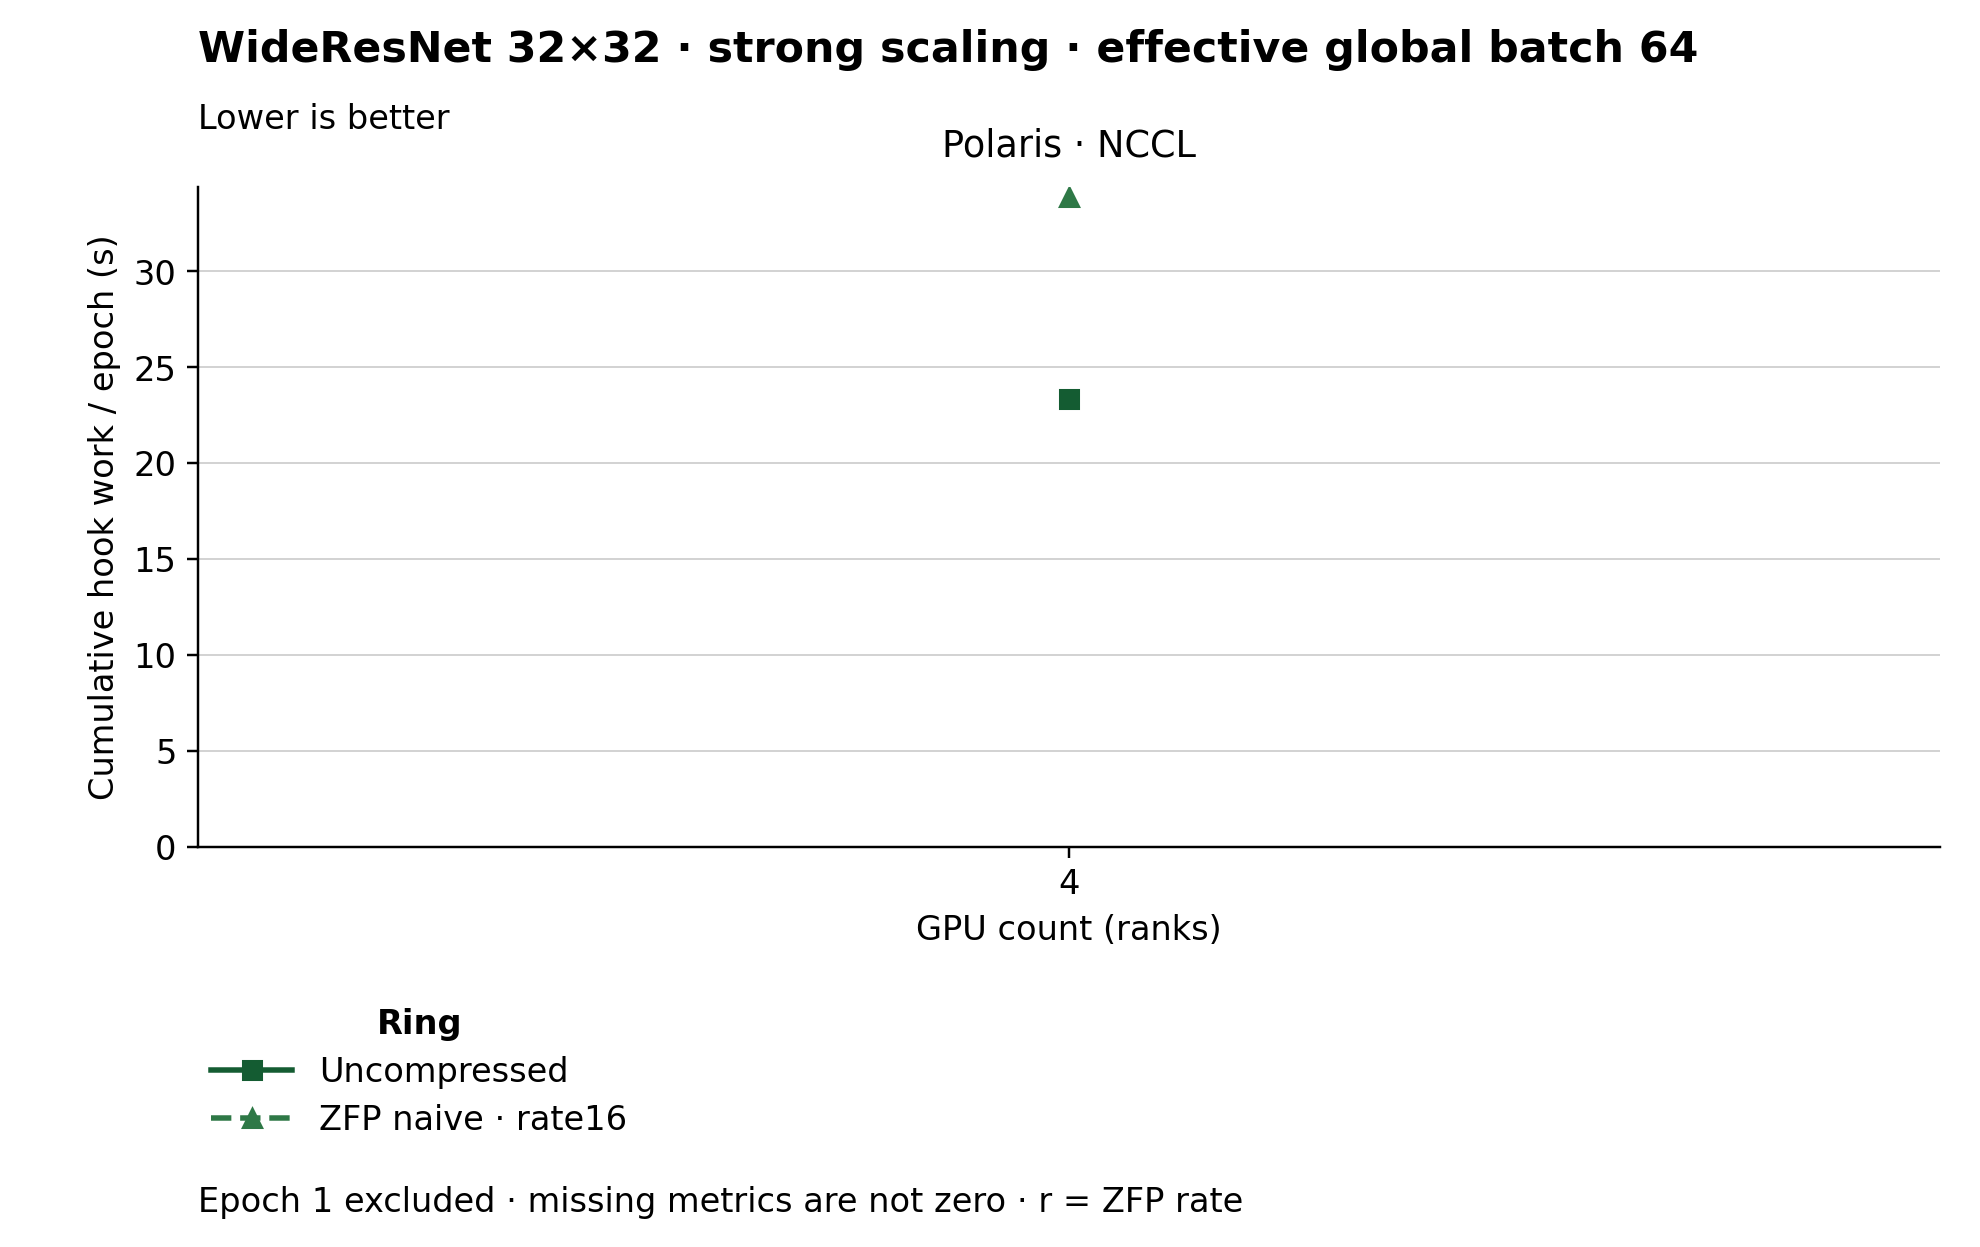 WideResNet 32×32 · strong scaling · effective global batch 64
Lower is better
Polaris · NCCL
Cumulative hook work / epoch (s)
30
25
20
15
10
5
0
4
GPU count (ranks)
Ring
Uncompressed
ZFP naive · rate16
Epoch 1 excluded · missing metrics are not zero · r = ZFP rate